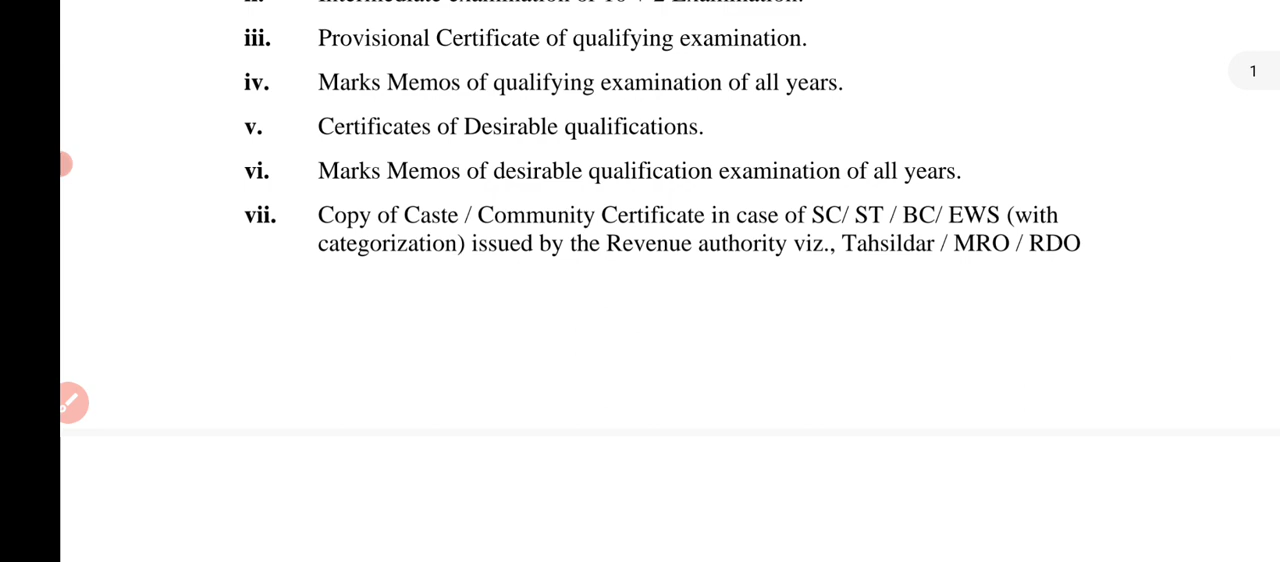 iii. Provisional Certificate of qualifying examination.
1
iv. Marks Memos of qualifying examination of all years.
v. Certificates of Desirable qualifications.
vi. Marks Memos of desirable qualification examination of all years.
vii. Copy of Caste / Community Certificate in case of SC/ ST / BC/ EWS (with
categorization) issued by the Revenue authority viz., Tahsildar / MRO / RDO